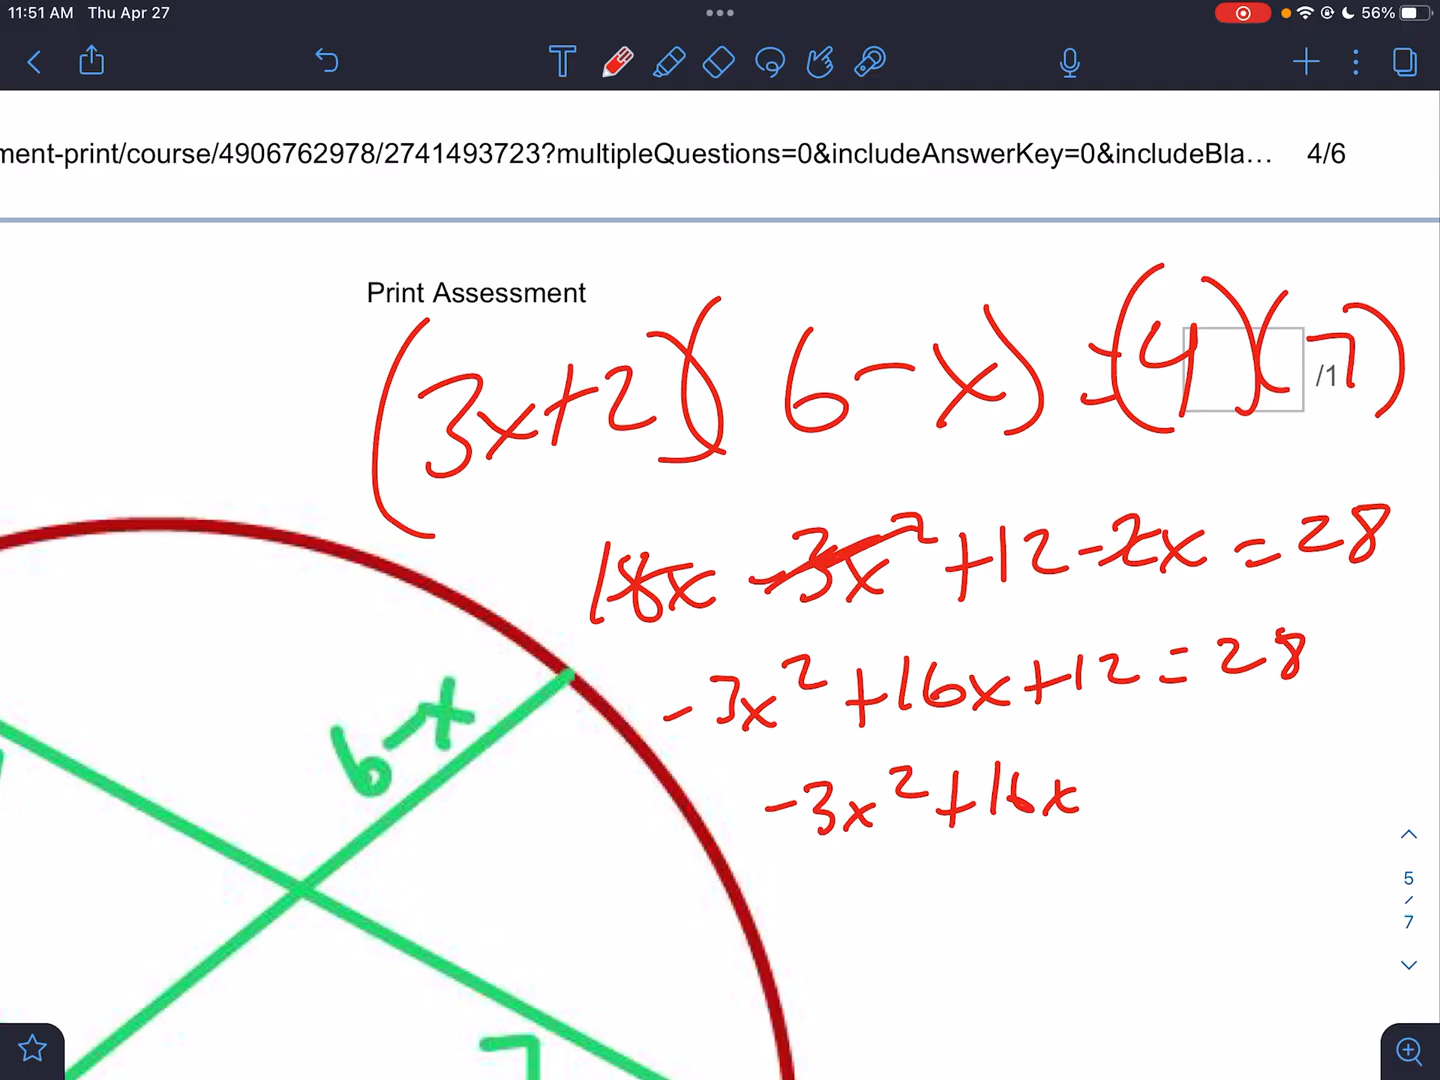 11:51 AM Thu Apr 27
56%
T
ment-print/course/4906762978/2741493723?multipleQuestions=0&includeAnswerKey=0&includeBla... 4/6
Print Assessment
(3x+2)(6-x)=(4)(7)
/1
18x -3x² +12-2x=28
-3x²+16x+12=28
-3x²+16x
6-x
7
5
7